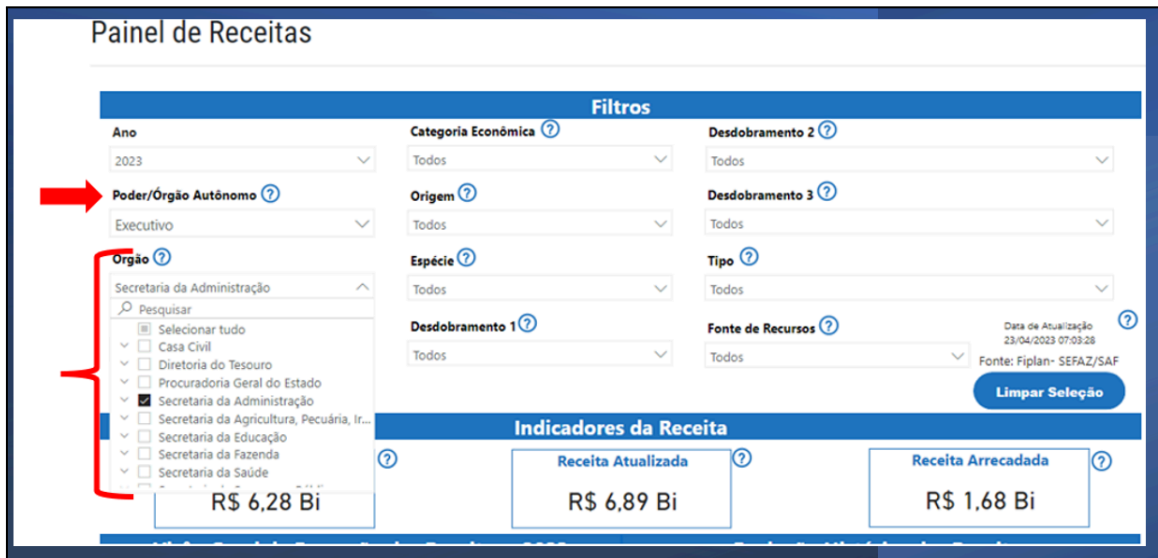 Painel de Receitas
Filtros
Ano
2023
Poder/Órgão Autônomo ?
Executivo
Orgão ?
Secretaria da Administração
Pesquisar
Selecionar tudo
Casa Civil
Diretoria do Tesouro
Procuradoria Geral do Estado
Secretaria da Administração
Secretaria da Agricultura, Pecuária, Ir...
Secretaria da Educação
Secretaria da Fazenda
Secretaria da Saúde
Categoria Econômica ?
Todos
Origem ?
Todos
Espécie ?
Todos
Desdobramento 1 ?
Todos
Desdobramento 2 ?
Todos
Desdobramento 3 ?
Todos
Tipo ?
Todos
Fonte de Recursos ?
Todos
Data de Atualização ?
23/04/2023 07:03:28
Fonte: Fiplan- SEFAZ/SAF
Limpar Seleção
Indicadores da Receita
?
R$ 6,28 Bi
Receita Atualizada ?
R$ 6,89 Bi
Receita Arrecadada ?
R$ 1,68 Bi